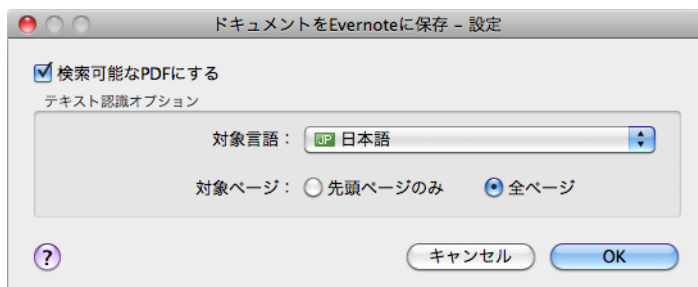 ドキュメントをEvernoteに保存 – 設定
検索可能なPDFにする
テキスト認識オプション
対象言語： JP 日本語
対象ページ： 先頭ページのみ 全ページ
? キャンセル OK